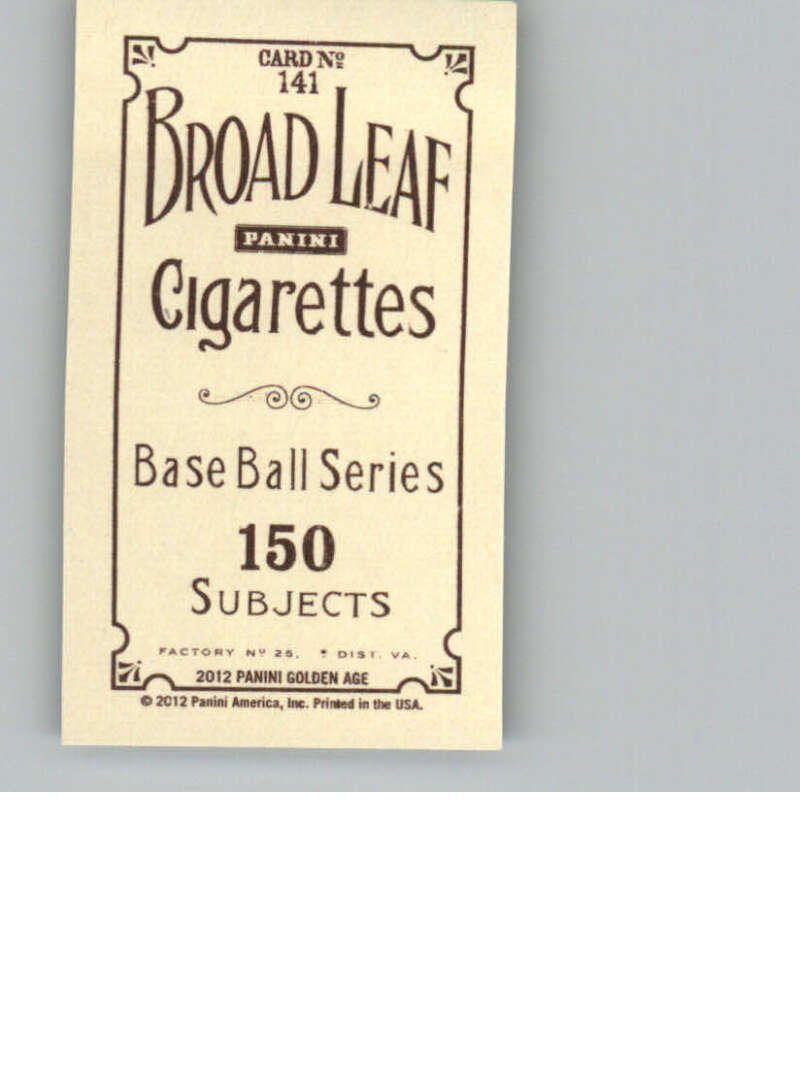 CARD Nº
141
BROAD LEAF
PANINI
Cigarettes
Base Ball Series
150
SUBJECTS
FACTORY Nº 25. DIST. VA.
2012 PANINI GOLDEN AGE
© 2012 Panini America, Inc. Printed in the USA.